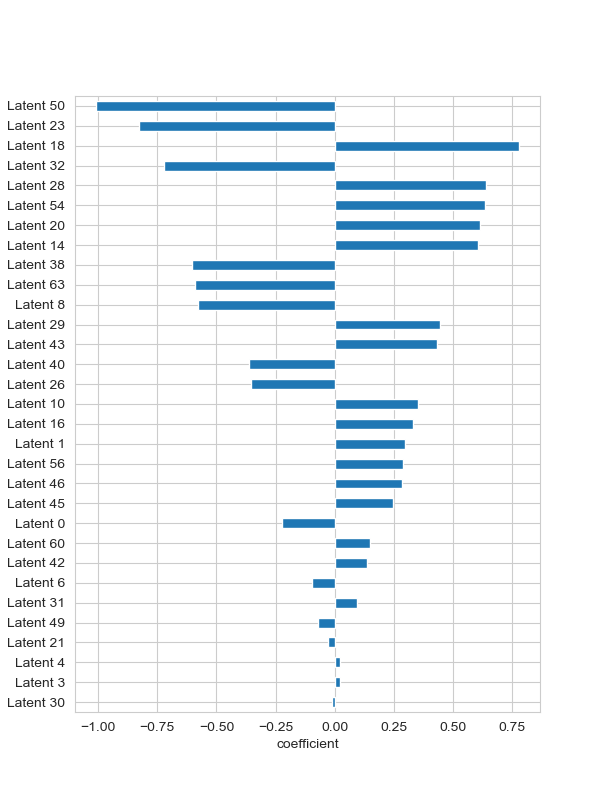 Latent 50
Latent 23
Latent 18
Latent 32
Latent 28
Latent 54
Latent 20
Latent 14
Latent 38
Latent 63
Latent 8
Latent 29
Latent 43
Latent 40
Latent 26
Latent 10
Latent 16
Latent 1
Latent 56
Latent 46
Latent 45
Latent 0
Latent 60
Latent 42
Latent 6
Latent 31
Latent 49
Latent 21
Latent 4
Latent 3
Latent 30
−1.00 −0.75 −0.50 −0.25 0.00 0.25 0.50 0.75
coefficient